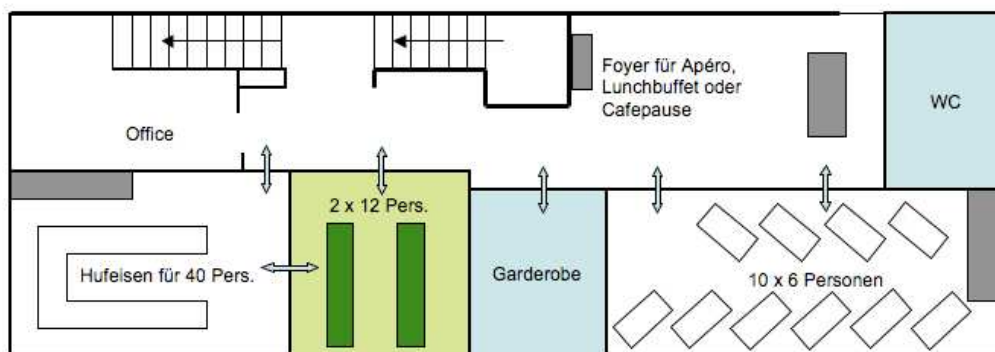 Foyer für Apéro,
Lunchbuffet oder
Cafepause
WC
Office
2 x 12 Pers.
Hufeisen für 40 Pers.
Garderobe
10 x 6 Personen